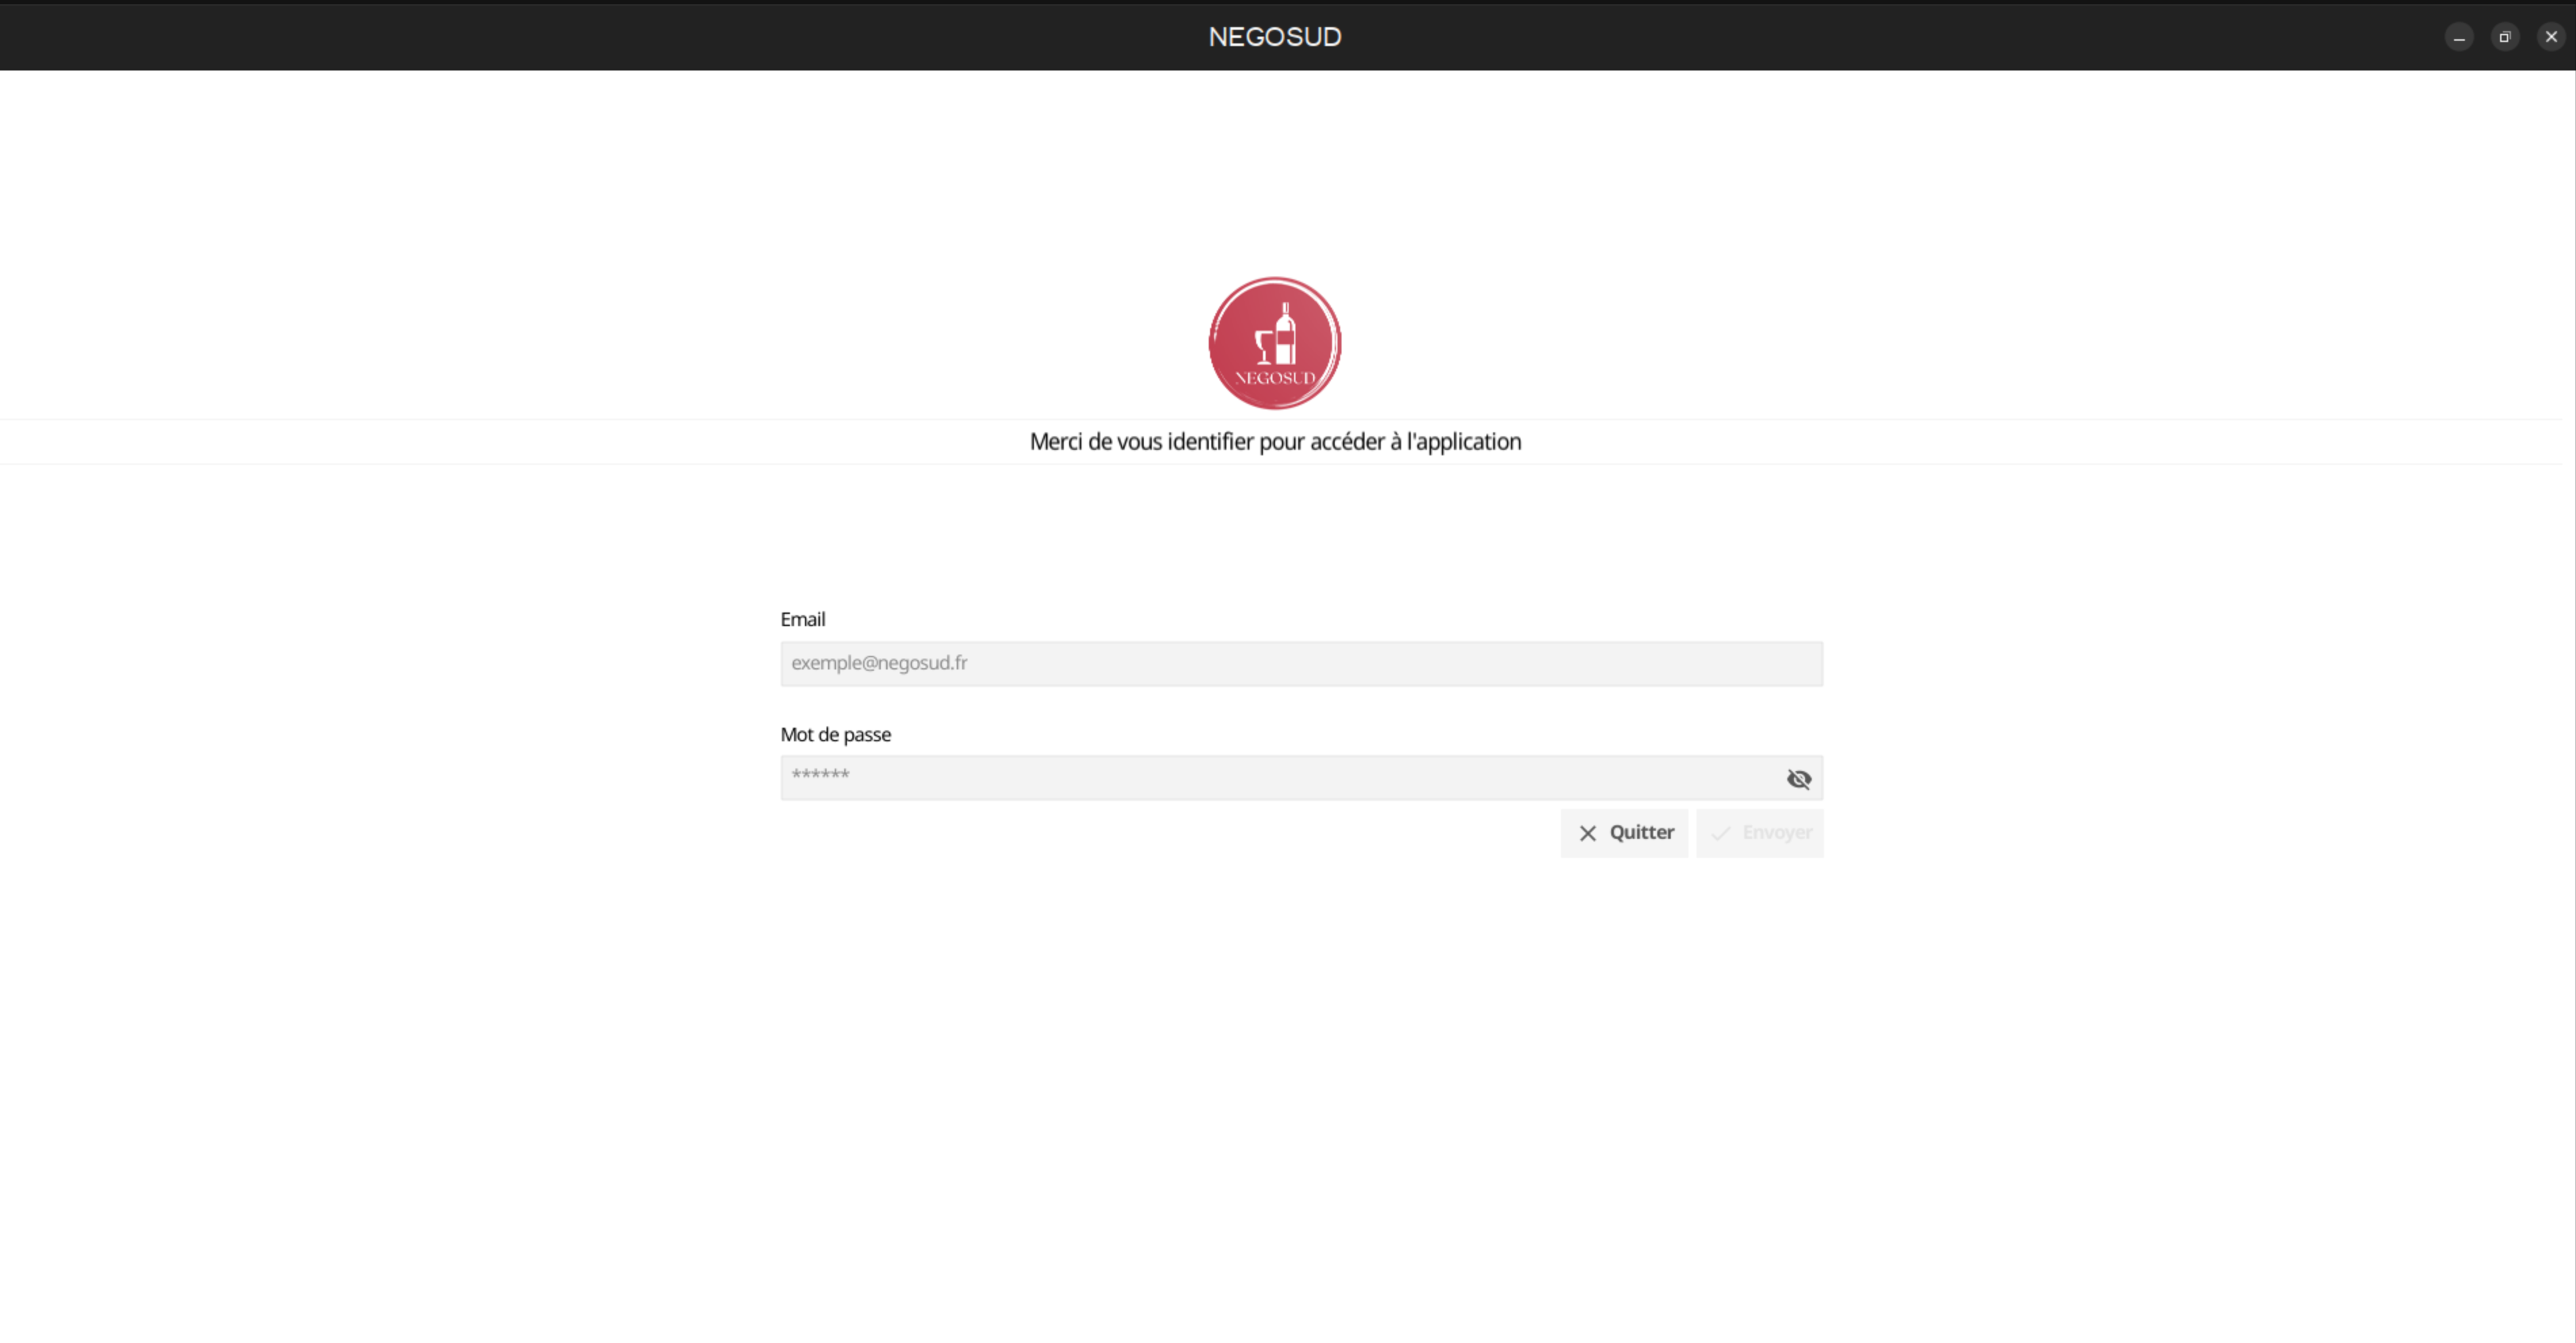 NEGOSUD
NEGOSUD
Merci de vous identifier pour accéder à l'application
Email
exemple@negosud.fr
Mot de passe
******
Quitter
Envoyer